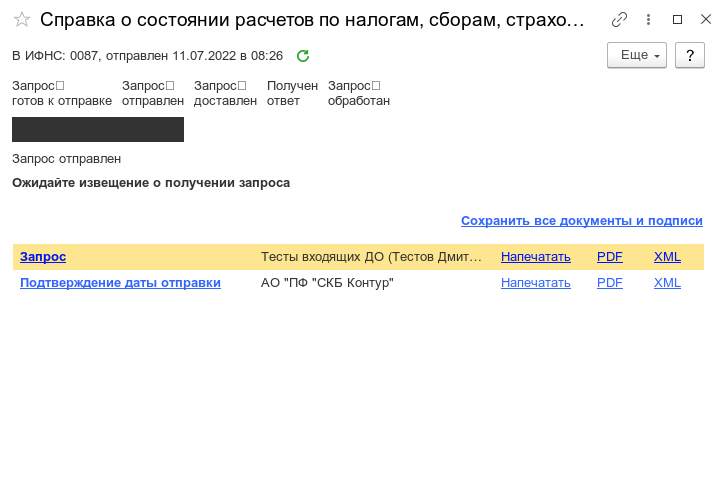 Справка о состоянии расчетов по налогам, сборам, страхо...
В ИФНС: 0087, отправлен 11.07.2022 в 08:26
Еще
?
Запрос готов к отправке
Запрос отправлен
Запрос доставлен
Получен ответ
Запрос обработан
Запрос отправлен
Ожидайте извещение о получении запроса
Сохранить все документы и подписи
Запрос Тесты входящих ДО (Тестов Дмит... Напечатать PDF XML
Подтверждение даты отправки АО "ПФ "СКБ Контур" Напечатать PDF XML